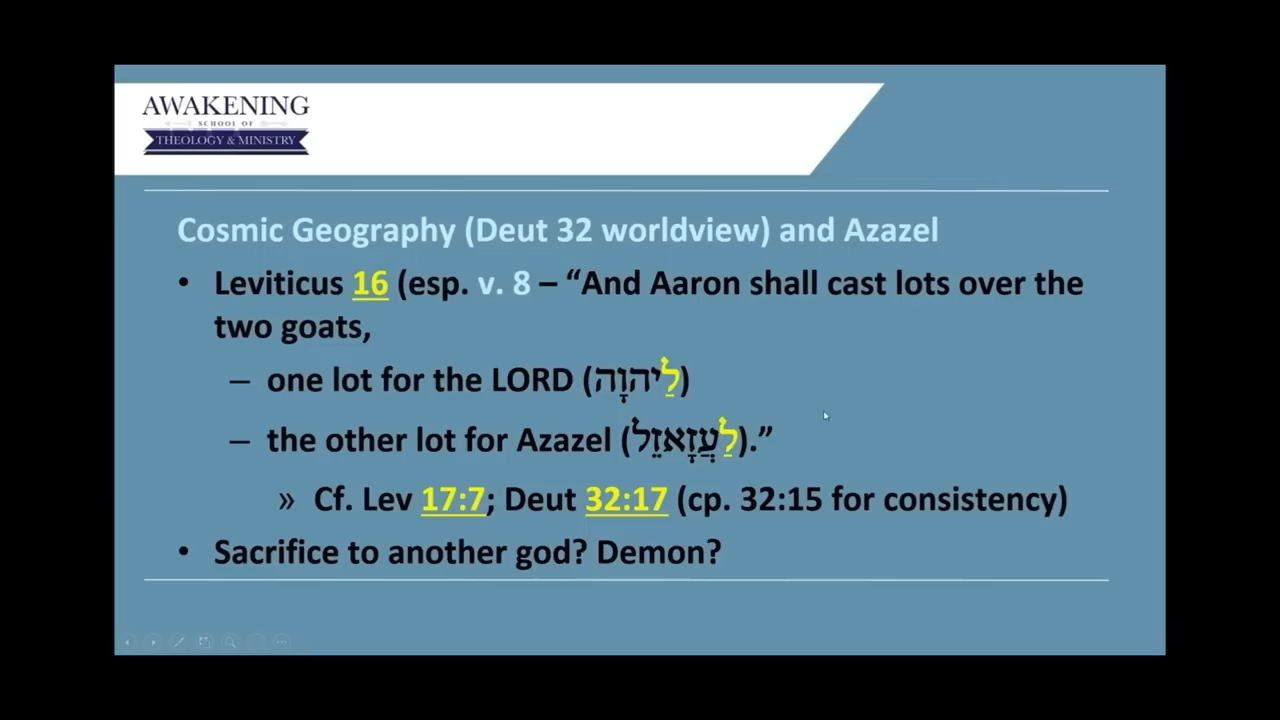 AWAKENING
SCHOOL OF
THEOLOGY & MINISTRY
Cosmic Geography (Deut 32 worldview) and Azazel
• Leviticus 16 (esp. v. 8 – “And Aaron shall cast lots over the
two goats,
– one lot for the LORD (לַיהוָה)
– the other lot for Azazel (לַעֲזָאזֵל).”
» Cf. Lev 17:7; Deut 32:17 (cp. 32:15 for consistency)
• Sacrifice to another god? Demon?